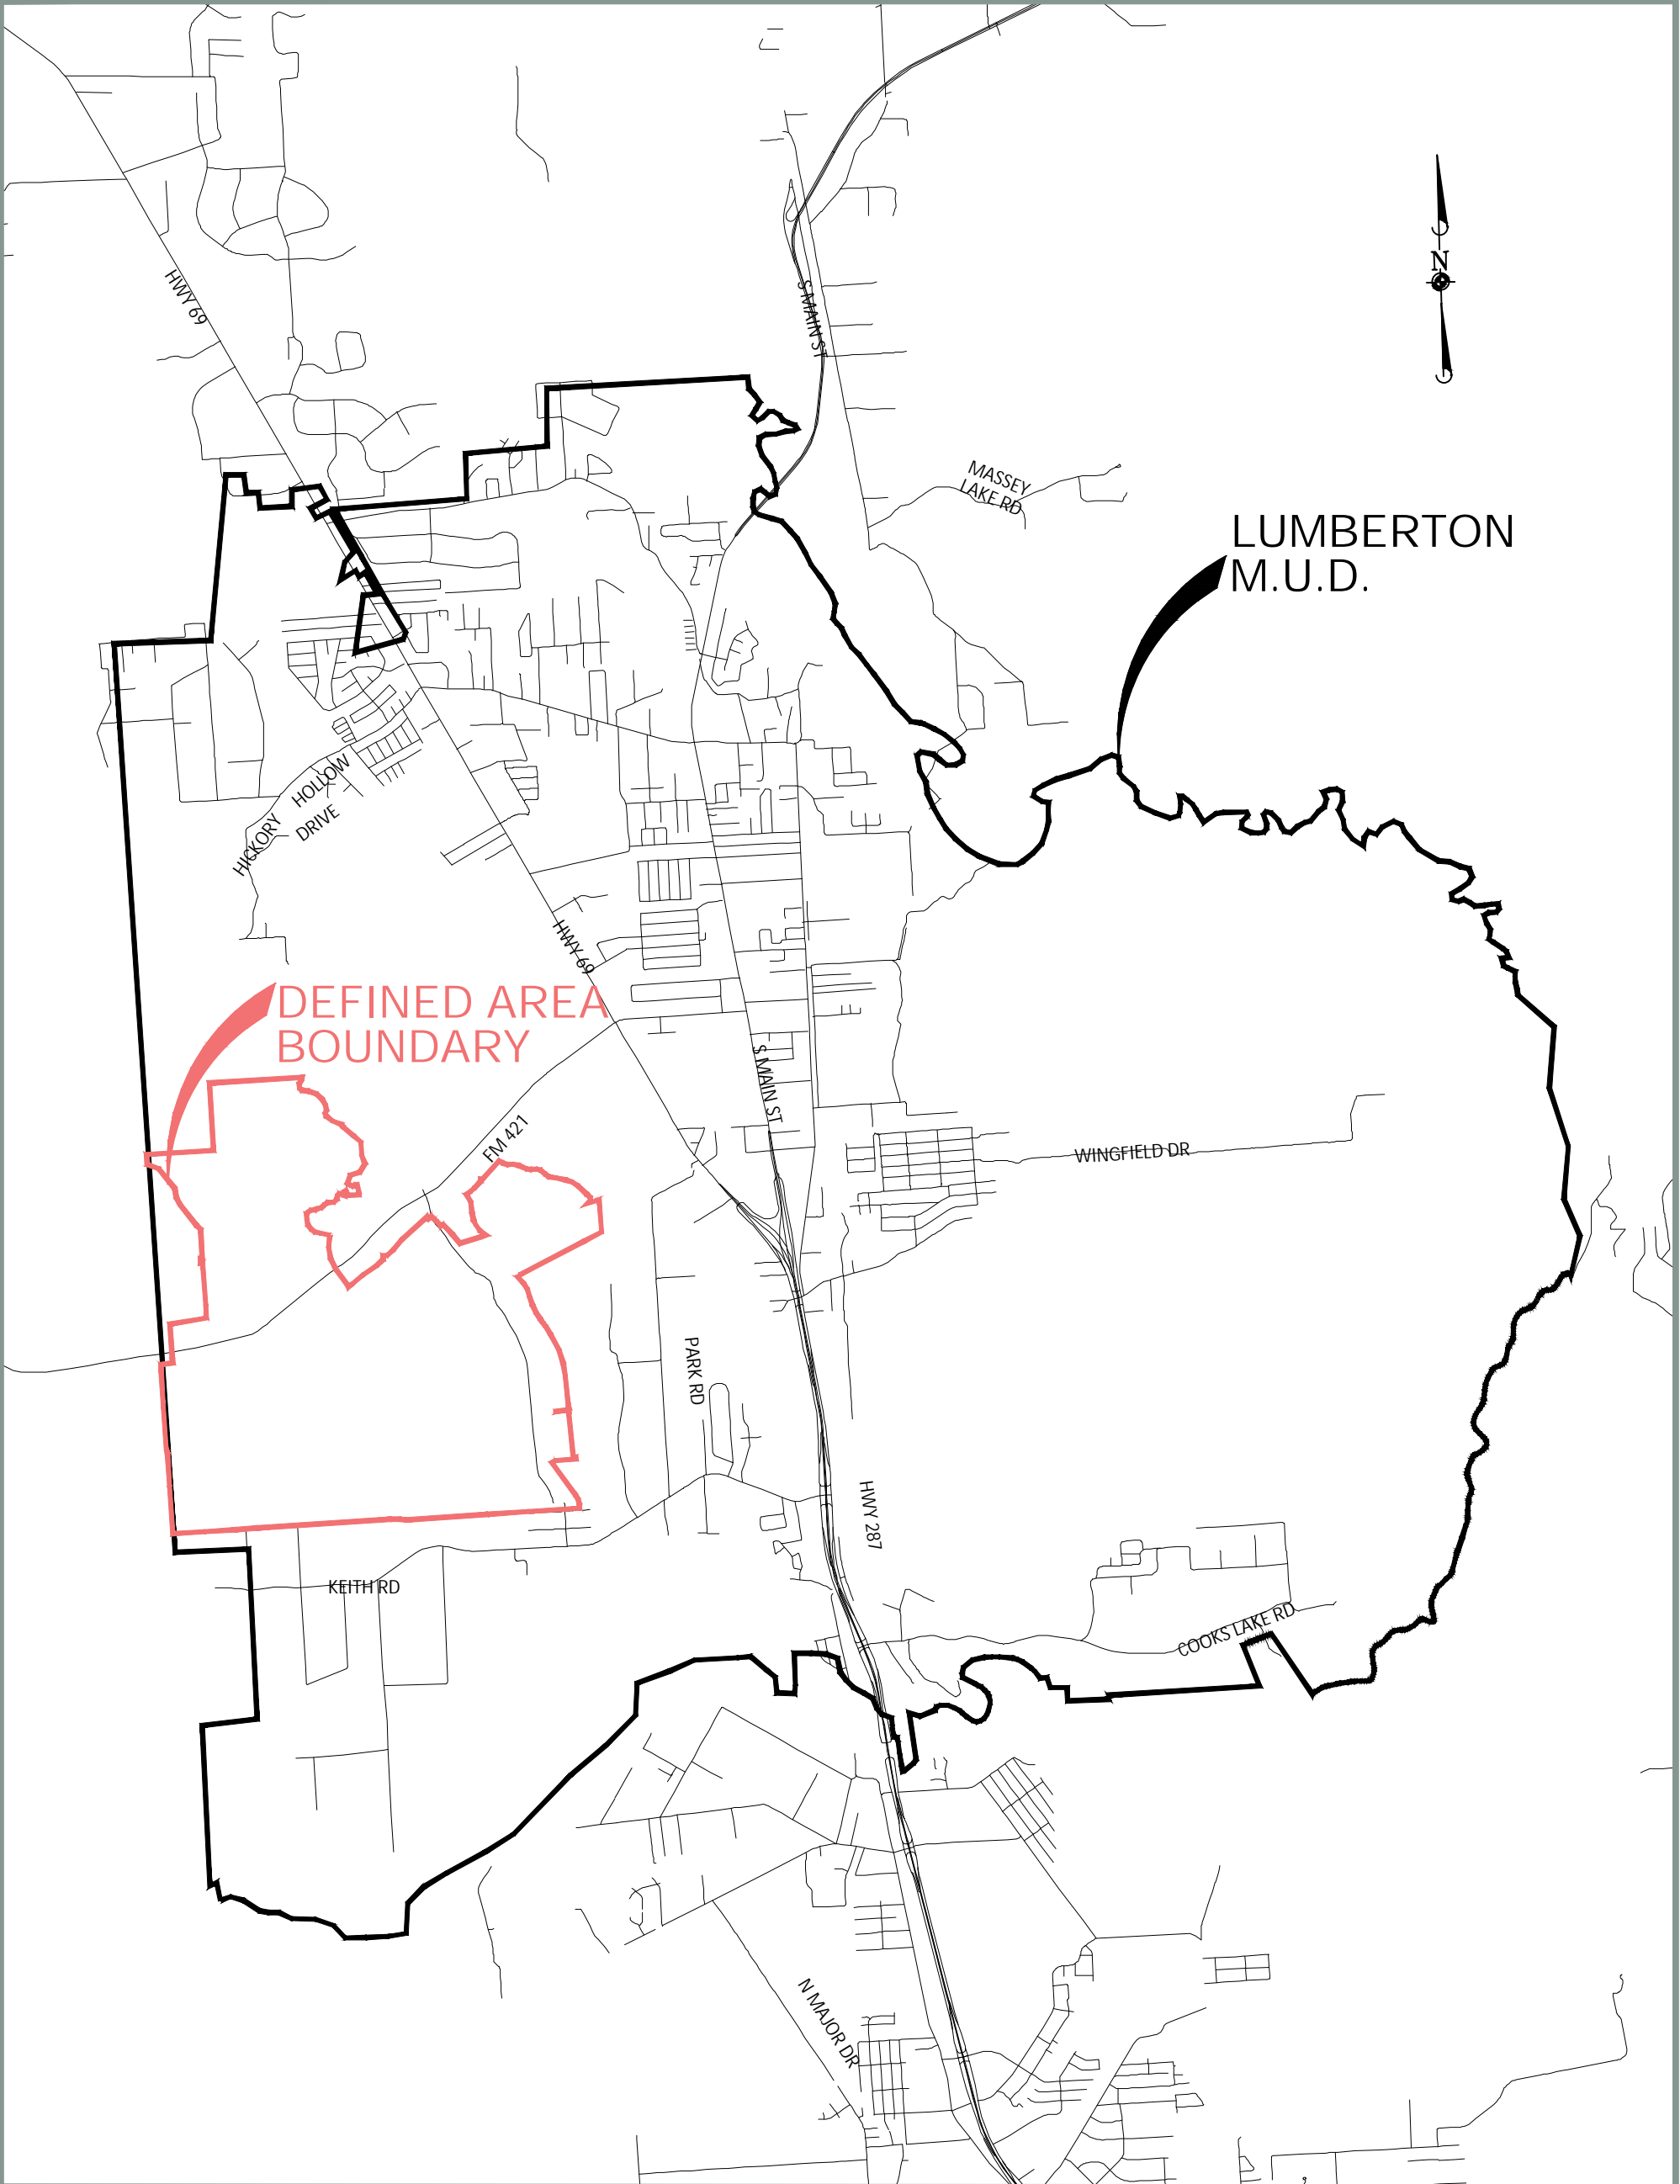 HWY 69
S MAIN ST
N
MASSEY
LAKE RD
LUMBERTON
M.U.D.
HICKORY HOLLOW
DRIVE
HWY 69
DEFINED AREA
BOUNDARY
S MAIN ST
FM 421
WINGFIELD DR
PARK RD
HWY 287
KEITH RD
COOKS LAKE RD
N MAJOR DR